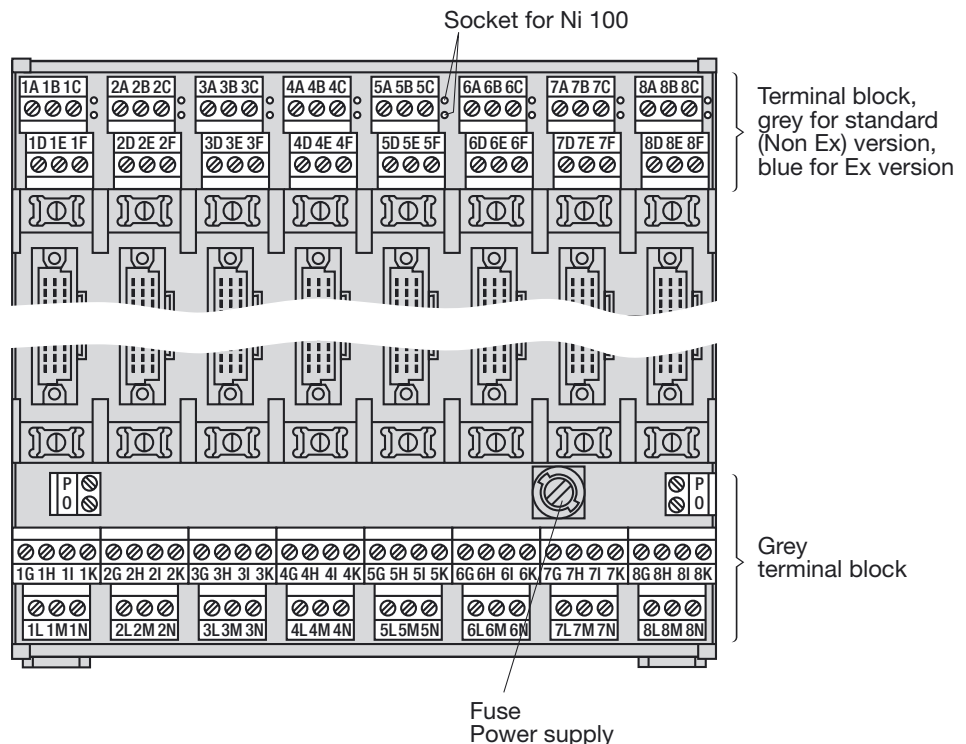 Socket for Ni 100
1A 1B 1C 2A 2B 2C 3A 3B 3C 4A 4B 4C 5A 5B 5C 6A 6B 6C 7A 7B 7C 8A 8B 8C
1D 1E 1F 2D 2E 2F 3D 3E 3F 4D 4E 4F 5D 5E 5F 6D 6E 6F 7D 7E 7F 8D 8E 8F
Terminal block,
grey for standard
(Non Ex) version,
blue for Ex version
P P
0 0
1G 1H 1I 1K 2G 2H 2I 2K 3G 3H 3I 3K 4G 4H 4I 4K 5G 5H 5I 5K 6G 6H 6I 6K 7G 7H 7I 7K 8G 8H 8I 8K
1L 1M 1N 2L 2M 2N 3L 3M 3N 4L 4M 4N 5L 5M 5N 6L 6M 6N 7L 7M 7N 8L 8M 8N
Grey
terminal block
Fuse
Power supply